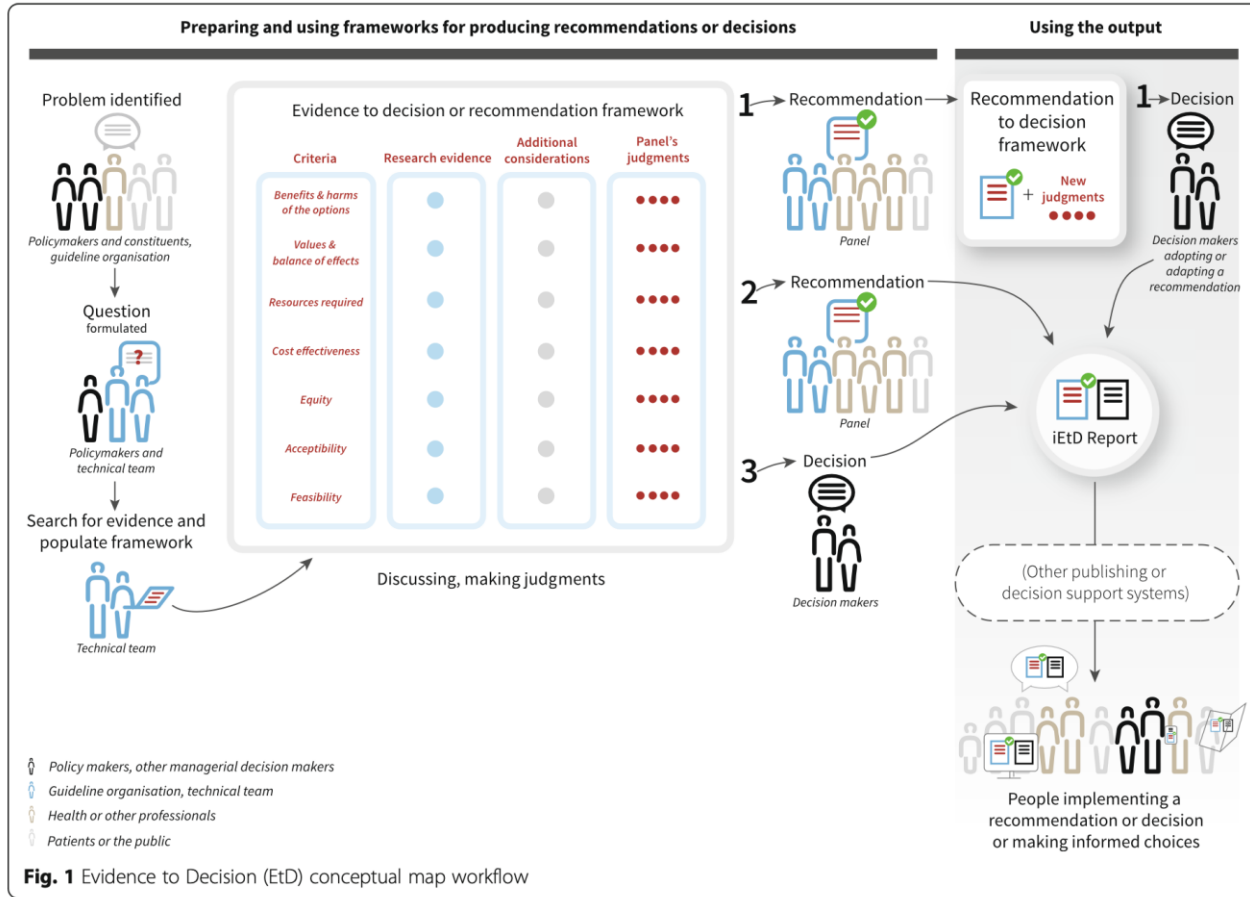 Preparing and using frameworks for producing recommendations or decisions
Using the output
Problem identified
Policymakers and constituents,
guideline organisation
Question
formulated
?
Policymakers and
technical team
Search for evidence and
populate framework
Technical team
Evidence to decision or recommendation framework
Criteria
Research evidence
Additional
considerations
Panel's
judgments
Benefits & harms
of the options
Values &
balance of effects
Resources required
Cost effectiveness
Equity
Acceptibility
Feasibility
Discussing, making judgments
1
Recommendation
Panel
2
Recommendation
Panel
3
Decision
Decision makers
Recommendation
to decision
framework
+
New
judgments
1
Decision
Decision makers
adopting or
adapting a
recommendation
iEtD Report
(Other publishing or
decision support systems)
People implementing a
recommendation or decision
or making informed choices
Policy makers, other managerial decision makers
Guideline organisation, technical team
Health or other professionals
Patients or the public
Fig. 1 Evidence to Decision (EtD) conceptual map workflow